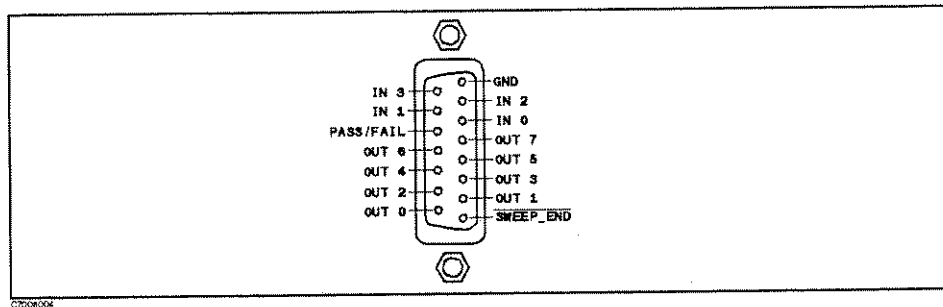 GND
IN 3
IN 2
IN 1
IN 0
PASS/FAIL
OUT 7
OUT 6
OUT 5
OUT 4
OUT 3
OUT 2
OUT 1
OUT 0
SWEEP_END